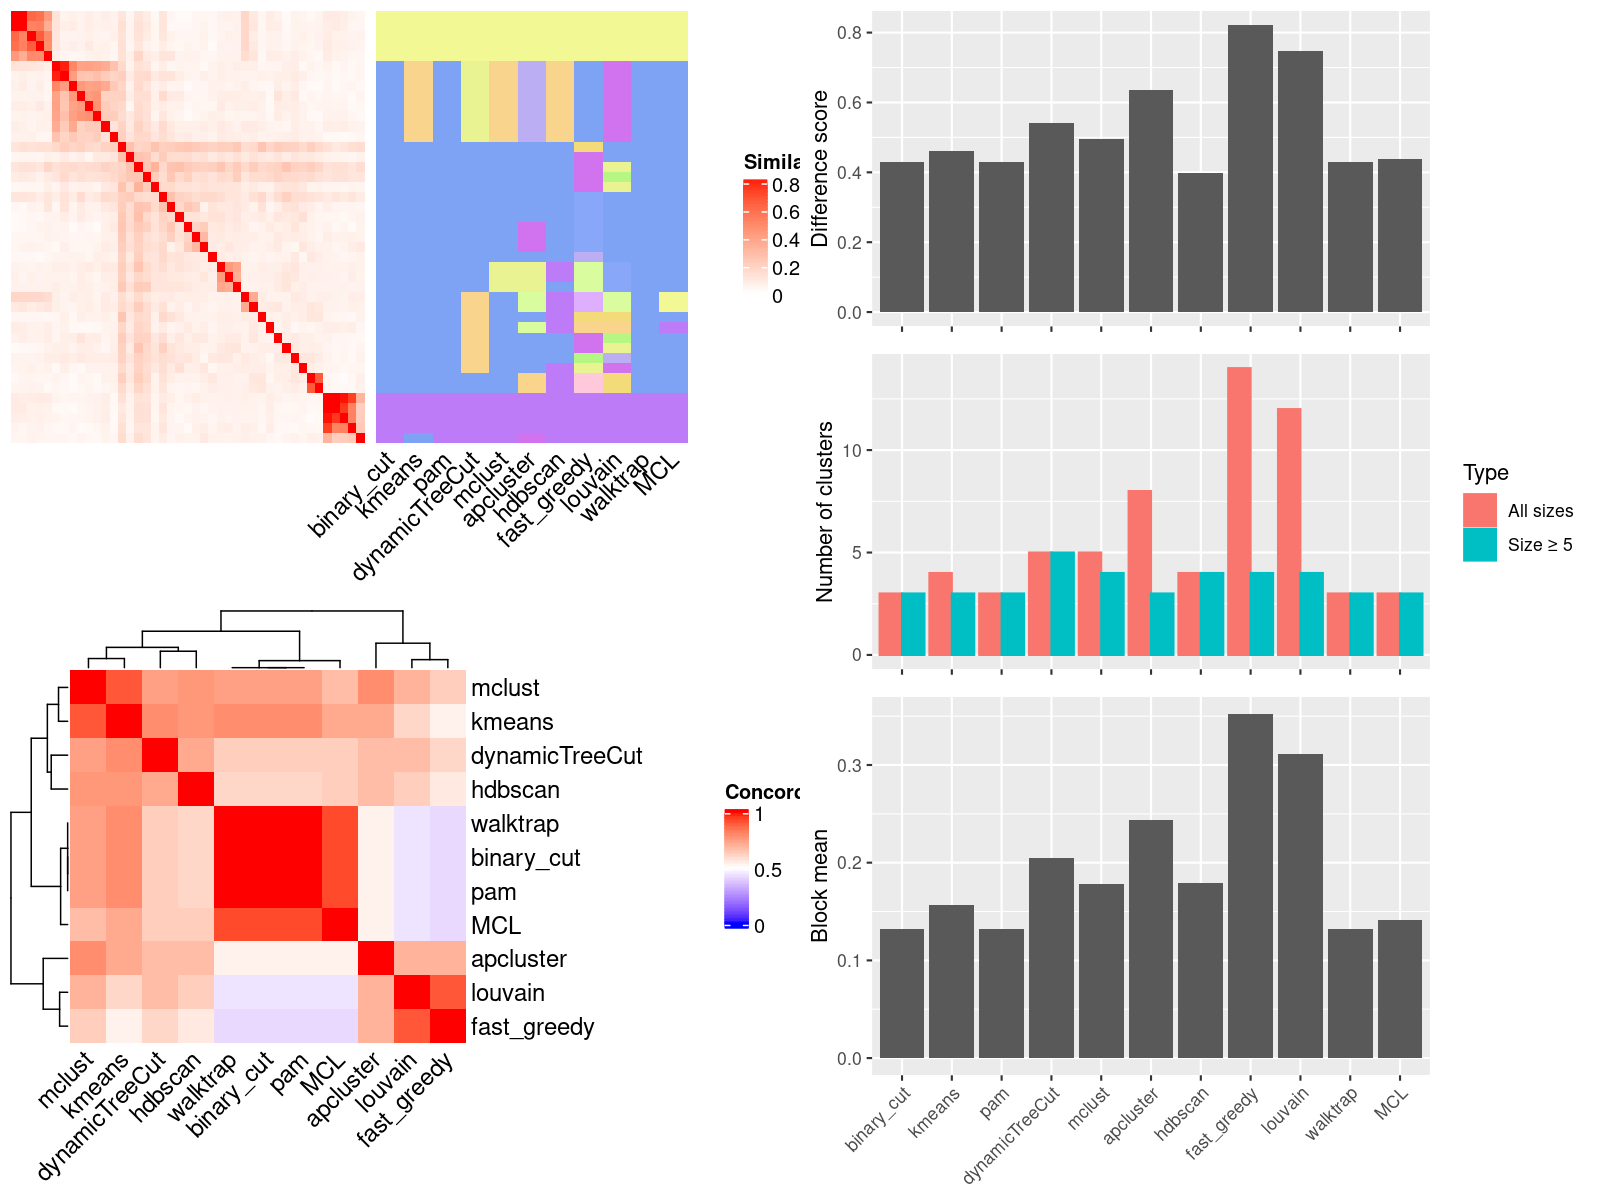 Simila
0.8
0.6
0.4
0.2
0
binary_cut
kmeans
pam
dynamicTreeCut
mclust
apcluster
hdbscan
fast_greedy
louvain
walktrap
MCL
mclust
kmeans
dynamicTreeCut
hdbscan
walktrap
binary_cut
pam
MCL
apcluster
louvain
fast_greedy
Concord
1
0.5
0
mclust
kmeans
dynamicTreeCut
hdbscan
walktrap
binary_cut
pam
MCL
apcluster
louvain
fast_greedy
Difference score
0.8
0.6
0.4
0.2
0.0
Number of clusters
10
5
0
Type
All sizes
Size ≥ 5
Block mean
0.3
0.2
0.1
0.0
binary_cut
kmeans
pam
dynamicTreeCut
mclust
apcluster
hdbscan
fast_greedy
louvain
walktrap
MCL